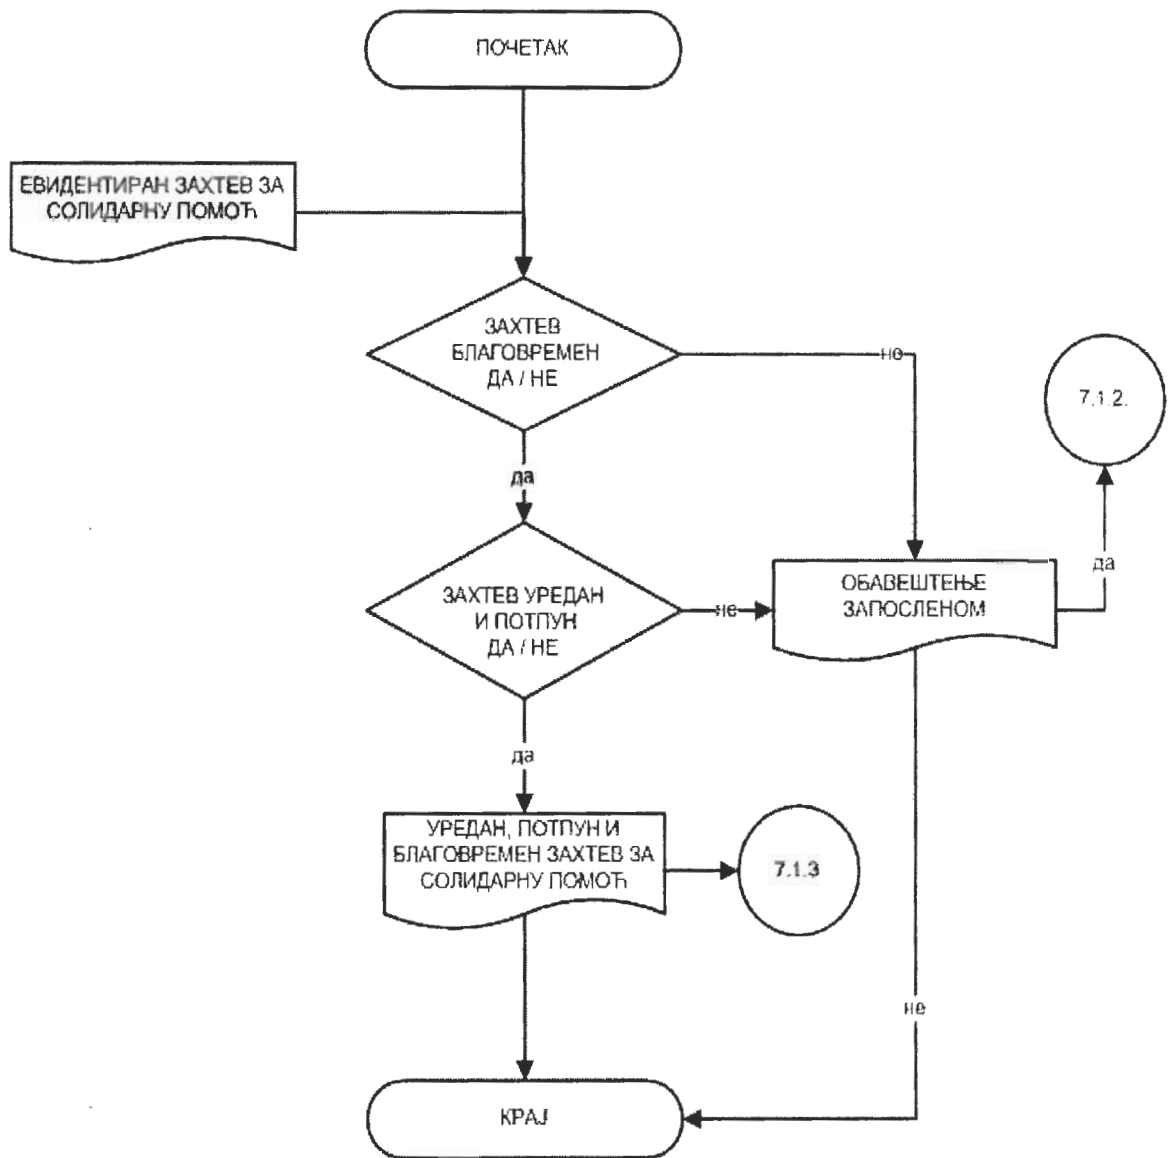 ПОЧЕТАК
ЕВИДЕНТИРАН ЗАХТЕВ ЗА
СОЛИДАРНУ ПОМОЋ
ЗАХТЕВ
БЛАГОВРЕМЕН
ДА / НЕ
не
7.1.2.
да
да
ЗАХТЕВ УРЕДАН
И ПОТПУН
ДА / НЕ
не
ОБАВЕШТЕЊЕ
ЗАПОСЛЕНОМ
да
УРЕДАН, ПОТПУН И
БЛАГОВРЕМЕН ЗАХТЕВ ЗА
СОЛИДАРНУ ПОМОЋ
7.1.3
не
КРАЈ